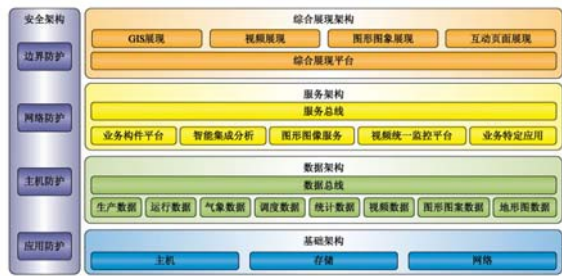 安全架构
边界防护
网络防护
主机防护
应用防护
综合展现架构
GIS展现 视频展现 图形图象展现 互动页面展现
综合展现平台
服务架构
服务总线
业务构件平台 智能集成分析 图形图像服务 视频统一监控平台 业务特定应用
数据架构
数据总线
生产数据 运行数据 气象数据 调度数据 统计数据 视频数据 图形图案数据 地形图数据
基础架构
主机 存储 网络